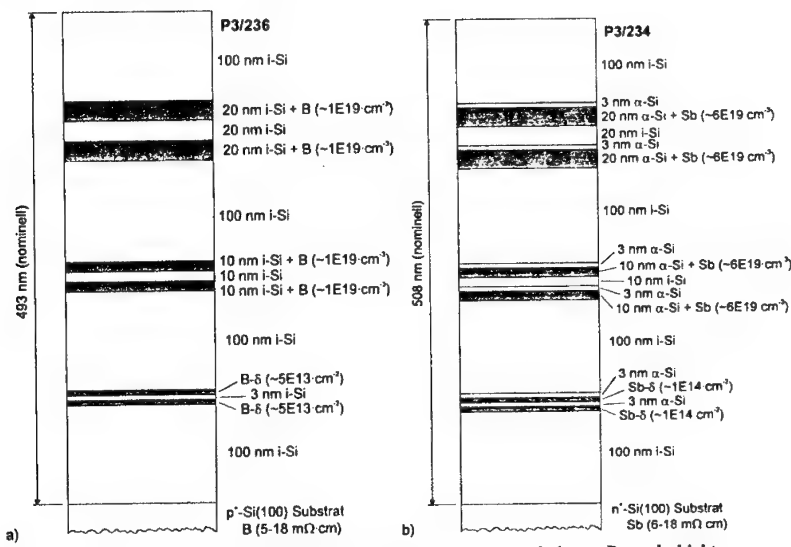 P3/236
100 nm i-Si
20 nm i-Si + B (~1E19·cm⁻³)
20 nm i-Si
20 nm i-Si + B (~1E19·cm⁻³)
100 nm i-Si
10 nm i-Si + B (~1E19·cm⁻³)
10 nm i-Si
10 nm i-Si + B (~1E19·cm⁻³)
100 nm i-Si
B-δ (~5E13·cm⁻²)
3 nm i-Si
B-δ (~5E13·cm⁻²)
100 nm i-Si
p⁺-Si(100) Substrat
B (5-18 mΩ·cm)
493 nm (nominell)
a)
P3/234
100 nm i-Si
3 nm α-Si
20 nm α-Si + Sb (~6E19 cm⁻³)
20 nm i-Si
3 nm α-Si
20 nm α-Si + Sb (~6E19 cm⁻³)
100 nm i-Si
3 nm α-Si
10 nm α-Si + Sb (~6E19·cm⁻³)
10 nm i-Si
3 nm α-Si
10 nm α-Si + Sb (~6E19 cm⁻³)
100 nm i-Si
3 nm α-Si
Sb-δ (~1E14·cm⁻²)
3 nm α-Si
Sb-δ (~1E14 cm⁻²)
100 nm i-Si
n⁺-Si(100) Substrat
Sb (6-18 mΩ cm)
508 nm (nominell)
b)